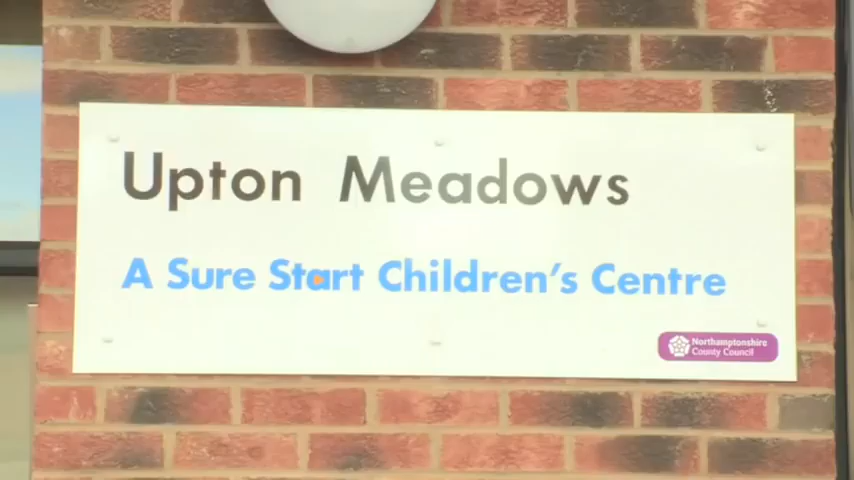 Upton Meadows
A Sure Start Children's Centre
Northamptonshire
County Council